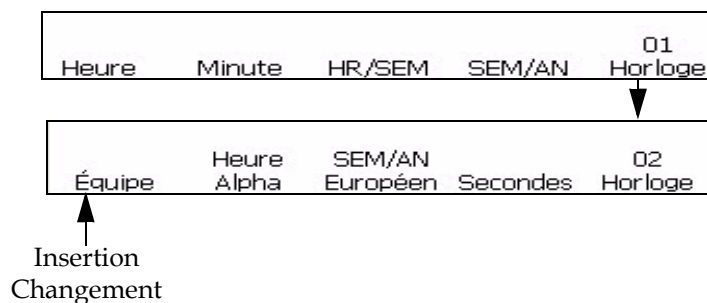 01
Heure Minute HR/SEM SEM/AN Horloge
Heure SEM/AN 02
Équipe Alpha Européen Secondes Horloge
Insertion
Changement